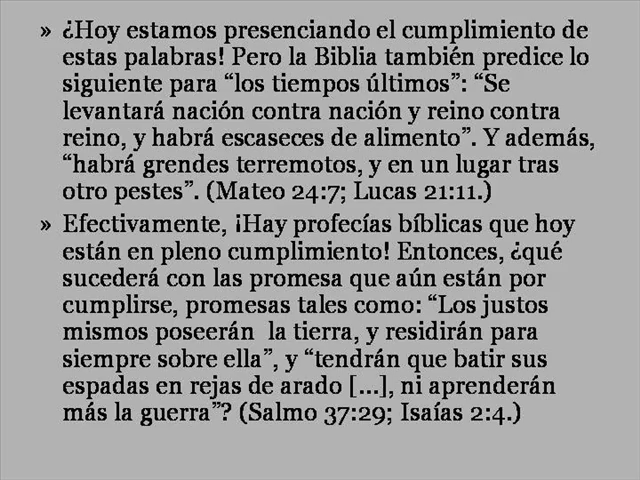 » ¿Hoy estamos presenciando el cumplimiento de
estas palabras! Pero la Biblia también predice lo
siguiente para “los tiempos últimos”: “Se
levantará nación contra nación y reino contra
reino, y habrá escaseces de alimento”. Y además,
“habrá grendes terremotos, y en un lugar tras
otro pestes”. (Mateo 24:7; Lucas 21:11.)
» Efectivamente, ¡Hay profecías bíblicas que hoy
están en pleno cumplimiento! Entonces, ¿qué
sucederá con las promesa que aún están por
cumplirse, promesas tales como: “Los justos
mismos poseerán la tierra, y residirán para
siempre sobre ella”, y “tendrán que batir sus
espadas en rejas de arado [...], ni aprenderán
más la guerra”? (Salmo 37:29; Isaías 2:4.)